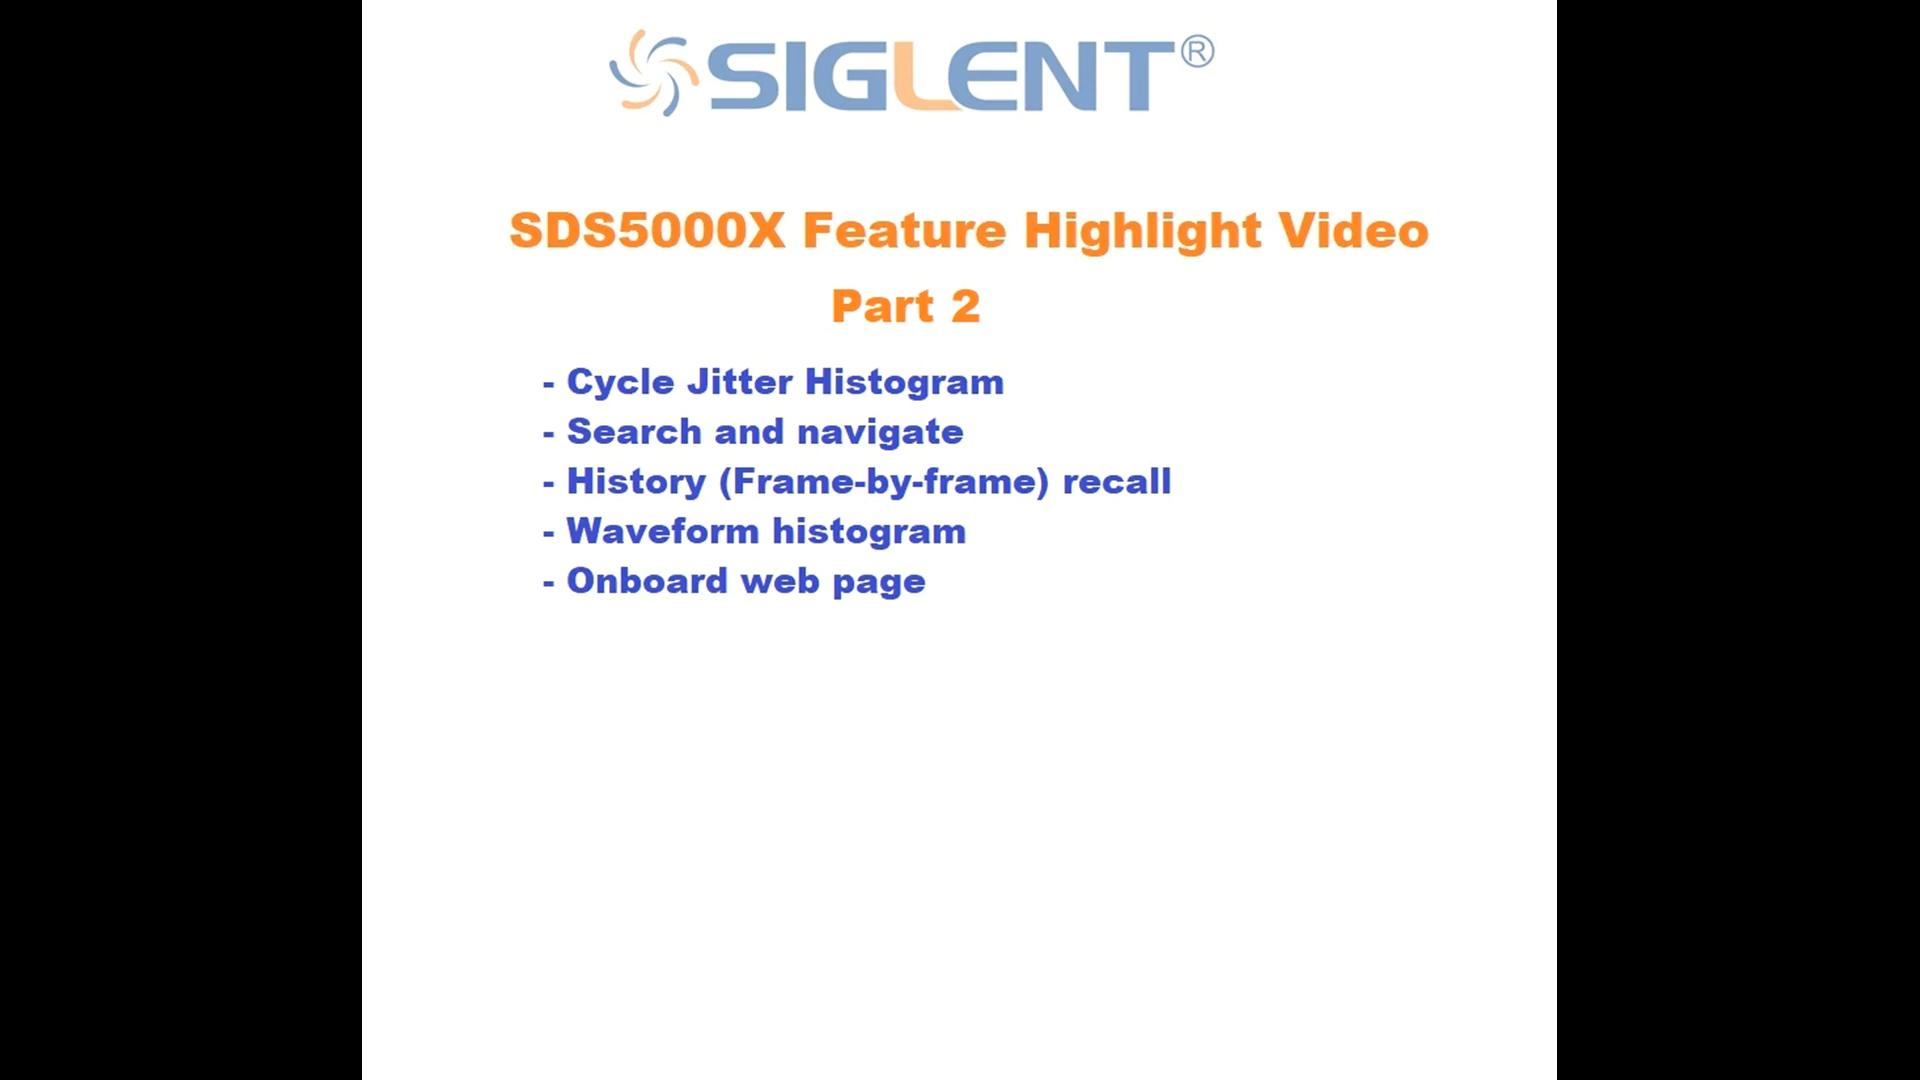 SIGLENT®
SDS5000X Feature Highlight Video
Part 2
- Cycle Jitter Histogram
- Search and navigate
- History (Frame-by-frame) recall
- Waveform histogram
- Onboard web page